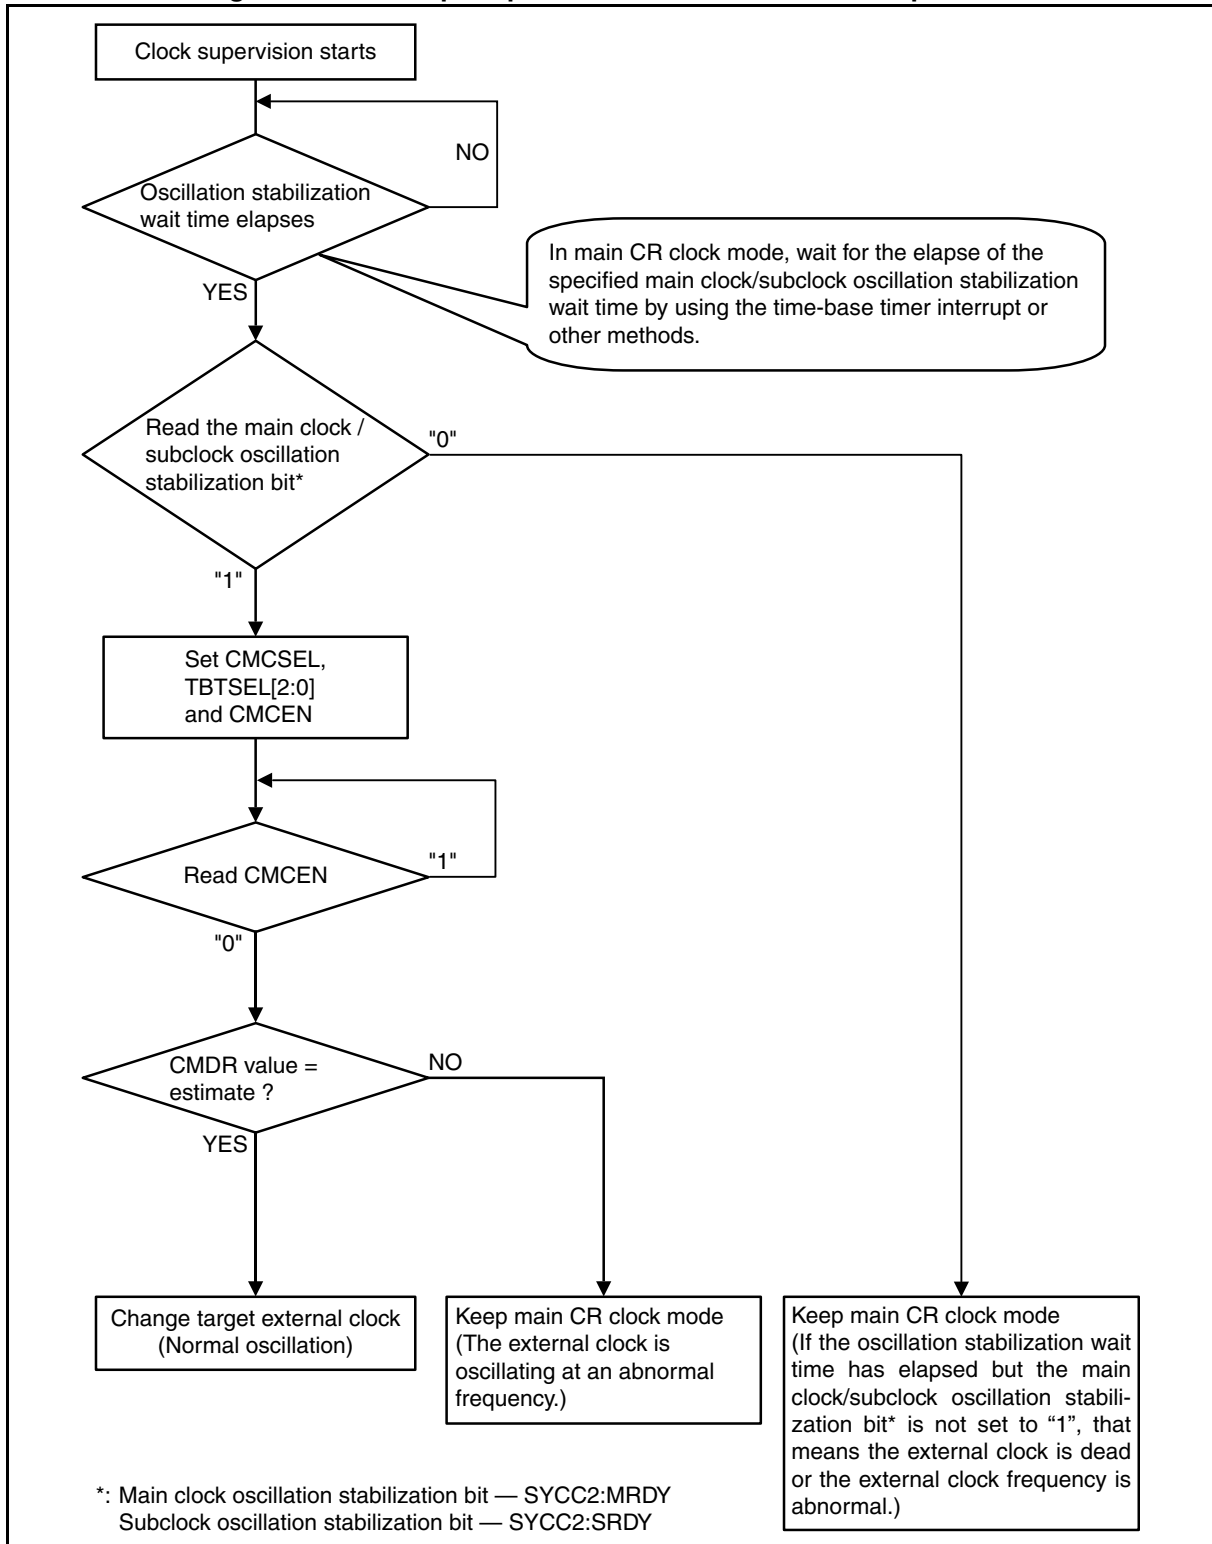 Clock supervision starts
NO
Oscillation stabilization
wait time elapses
In main CR clock mode, wait for the elapse of the
specified main clock/subclock oscillation stabilization
wait time by using the time-base timer interrupt or
other methods.
YES
Read the main clock /
subclock oscillation
stabilization bit*
"0"
"1"
Set CMCSEL,
TBTSEL[2:0]
and CMCEN
Read CMCEN
"1"
"0"
CMDR value =
estimate ?
NO
YES
Change target external clock
(Normal oscillation)
Keep main CR clock mode
(The external clock is
oscillating at an abnormal
frequency.)
Keep main CR clock mode
(If the oscillation stabilization wait
time has elapsed but the main
clock/subclock oscillation stabili-
zation bit* is not set to “1”, that
means the external clock is dead
or the external clock frequency is
abnormal.)
*: Main clock oscillation stabilization bit — SYCC2:MRDY
Subclock oscillation stabilization bit — SYCC2:SRDY